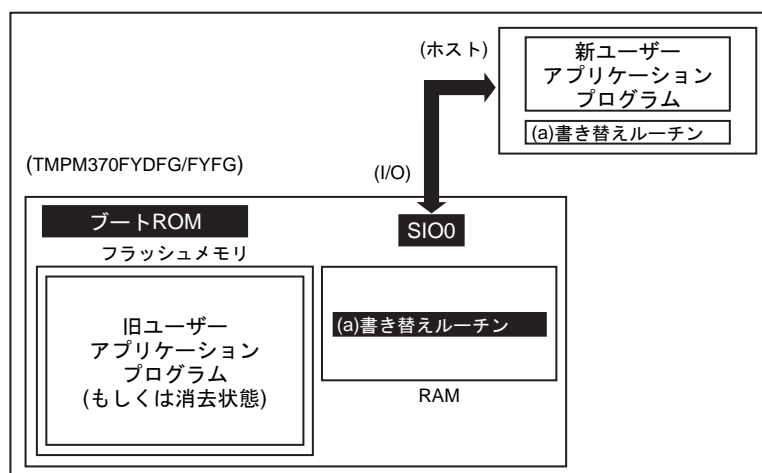 (ホスト)
新ユーザー
アプリケーション
プログラム
(a)書き替えルーチン
(TMPM370FYDFG/FYFG)
(I/O)
ブートROM
SIO0
フラッシュメモリ
旧ユーザー
アプリケーション
プログラム
(もしくは消去状態)
(a)書き替えルーチン
RAM